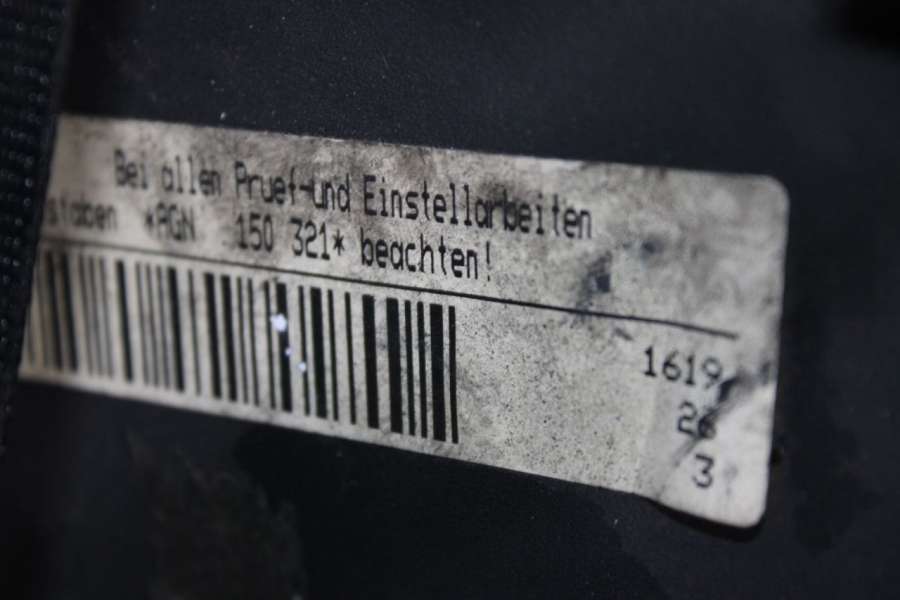 Bei allen Pruef-und Einstellarbeiten
staben *AGN 150 321* beachten!
1619
26
3